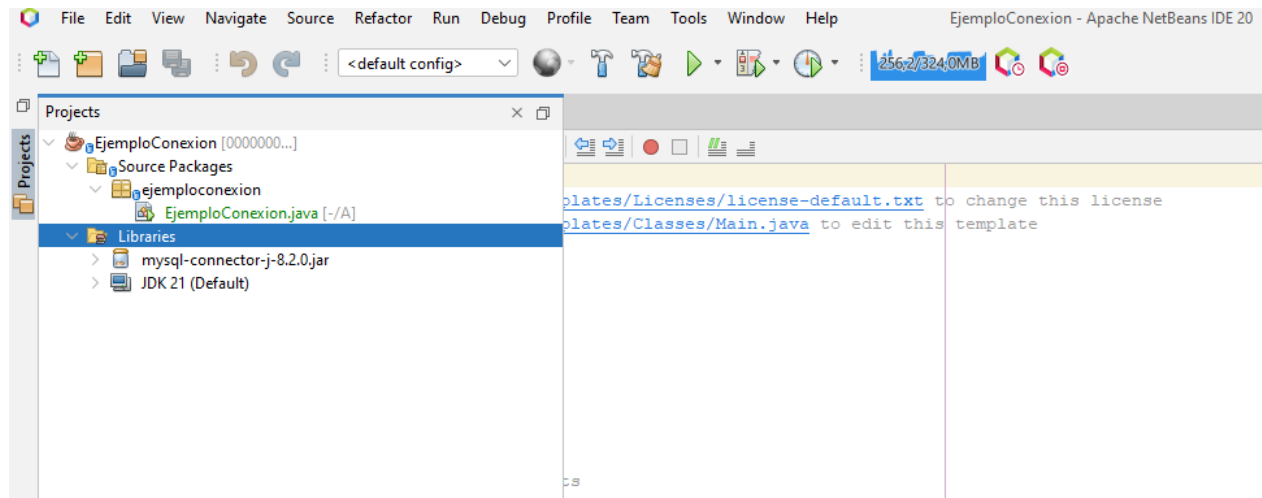 File Edit View Navigate Source Refactor Run Debug Profile Team Tools Window Help EjemploConexion - Apache NetBeans IDE 20
<default config> 256,2/324,0MB
Projects
Projects
EjemploConexion [0000000...]
Source Packages
ejemploconexion
EjemploConexion.java [-/A]
Libraries
mysql-connector-j-8.2.0.jar
JDK 21 (Default)
plates/Licenses/license-default.txt to change this license
plates/Classes/Main.java to edit this template
ts